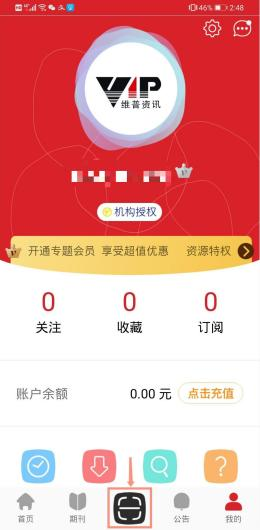 46% 2:48
VIP
维普资讯
机构授权
开通专题会员 享受超值优惠 资源特权
0 0 0
关注 收藏 订阅
账户余额 0.00 元 点击充值
首页 期刊 公告 我的